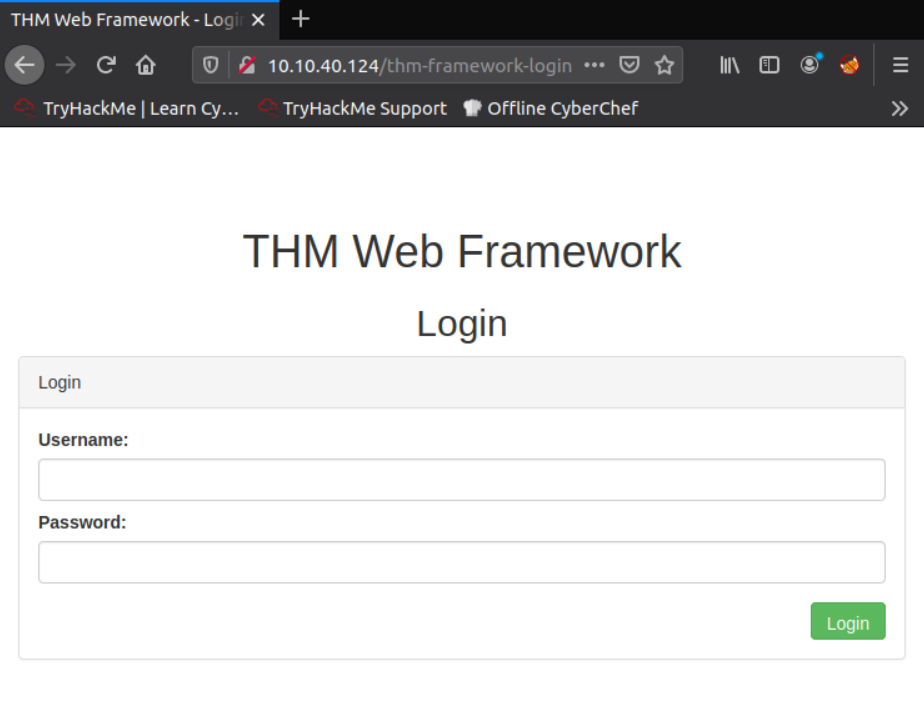 THM Web Framework - Logi
10.10.40.124/thm-framework-login
TryHackMe | Learn Cy... TryHackMe Support Offline CyberChef
THM Web Framework
Login
Login
Username:
Password:
Login